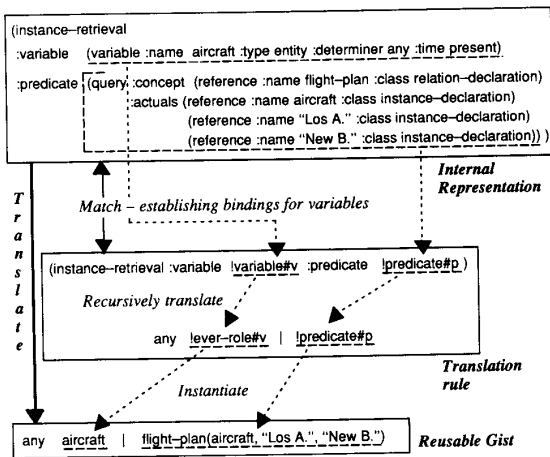 (instance–retrieval
:variable (variable :name aircraft :type entity :determiner any :time present)
:predicate (query :concept (reference :name flight–plan :class relation–declaration)
:actuals (reference :name aircraft :class instance–declaration)
(reference :name "Los A." :class instance–declaration)
(reference :name "New B." :class instance–declaration)) )
Internal
Representation
Translate
Match – establishing bindings for variables
(instance–retrieval :variable !variable#v :predicate !predicate#p )
Recursively translate
any !ever–role#v | !predicate#p
Translation
rule
Instantiate
any aircraft | flight–plan(aircraft, "Los A.", "New B.")
Reusable Gist